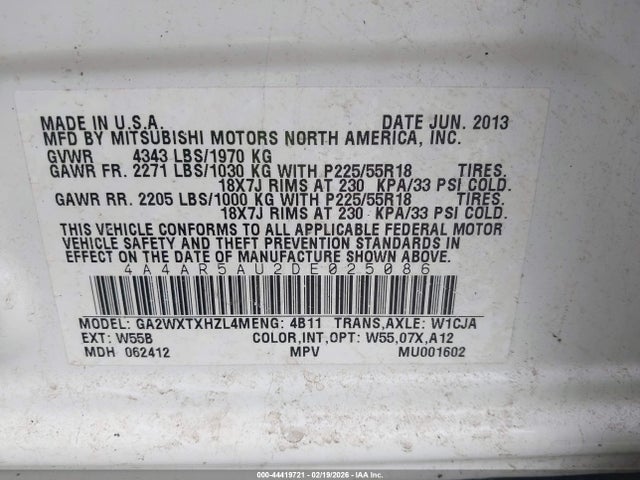 MADE IN U.S.A. DATE JUN. 2013
MFD BY MITSUBISHI MOTORS NORTH AMERICA, INC.
GVWR 4343 LBS/1970 KG
GAWR FR. 2271 LBS/1030 KG WITH P225/55R18 TIRES,
18X7J RIMS AT 230 KPA/33 PSI COLD.
GAWR RR. 2205 LBS/1000 KG WITH P225/55R18 TIRES,
18X7J RIMS AT 230 KPA/33 PSI COLD.
THIS VEHICLE CONFORMS TO ALL APPLICABLE FEDERAL MOTOR
VEHICLE SAFETY AND THEFT PREVENTION STANDARDS IN
EFFECT ON THE DATE OF MANUFACTURE SHOWN ABOVE.
4A4AR5AU2DE025086
MODEL: GA2WXTXHZL4MENG: 4B11 TRANS,AXLE: W1CJA
EXT: W55B COLOR,INT,OPT: W55,07X,A12
MDH 062412 MPV MU001602
000-44419721 - 02/19/2026 - IAA Inc.